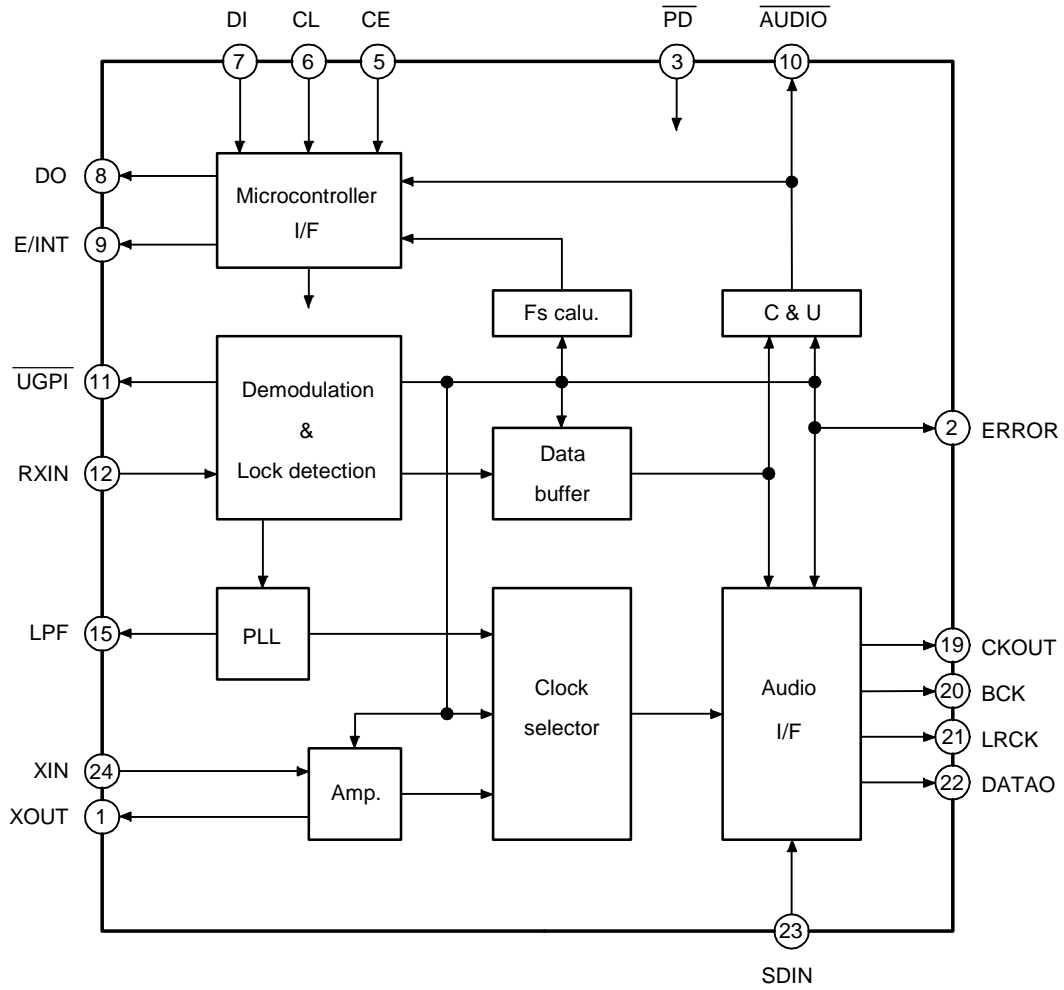 DI CL CE PD AUDIO
7 6 5 3 10
DO 8
Microcontroller
I/F
E/INT 9
Fs calu.
C & U
UGPI 11
Demodulation
&
Lock detection
RXIN 12
Data
buffer
2 ERROR
LPF 15
PLL
Clock
selector
Audio
I/F
19 CKOUT
20 BCK
21 LRCK
22 DATAO
XIN 24
XOUT 1
Amp.
23
SDIN